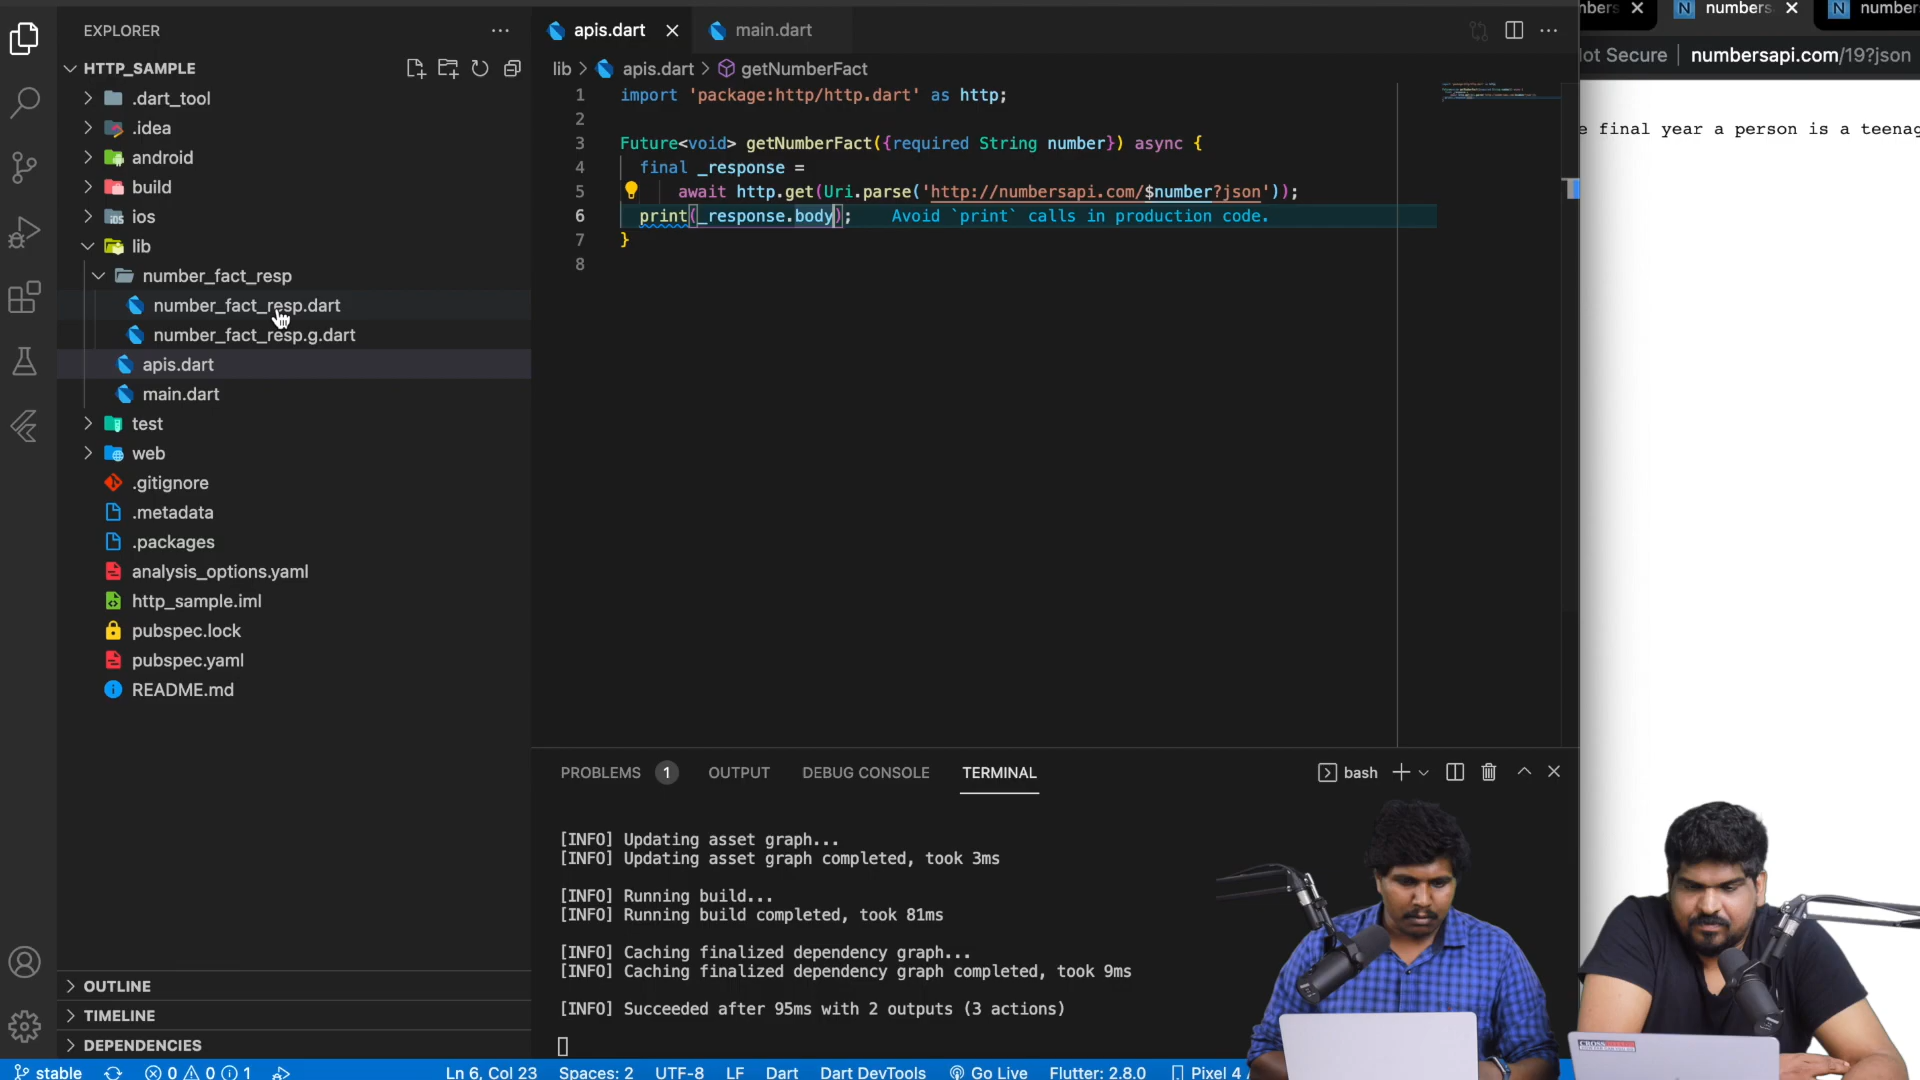 EXPLORER
HTTP_SAMPLE
.dart_tool
.idea
android
build
ios
lib
number_fact_resp
number_fact_resp.dart
number_fact_resp.g.dart
apis.dart
main.dart
test
web
.gitignore
.metadata
.packages
analysis_options.yaml
http_sample.iml
pubspec.lock
pubspec.yaml
README.md
OUTLINE
TIMELINE
DEPENDENCIES
apis.dart main.dart
lib > apis.dart > getNumberFact
1 import 'package:http/http.dart' as http;
2
3 Future<void> getNumberFact({required String number}) async {
4 final _response =
5 await http.get(Uri.parse('http://numbersapi.com/$number?json'));
6 print(_response.body); Avoid `print` calls in production code.
7 }
8
PROBLEMS 1 OUTPUT DEBUG CONSOLE TERMINAL bash
[INFO] Updating asset graph...
[INFO] Updating asset graph completed, took 3ms
[INFO] Running build...
[INFO] Running build completed, took 81ms
[INFO] Caching finalized dependency graph...
[INFO] Caching finalized dependency graph completed, took 9ms
[INFO] Succeeded after 95ms with 2 outputs (3 actions)
stable 0 0 1 Ln 6, Col 23 Spaces: 2 UTF-8 LF Dart Dart DevTools Go Live Flutter: 2.8.0 Pixel 4
bers numbers number
ot Secure numbersapi.com/19?json
e final year a person is a teenag